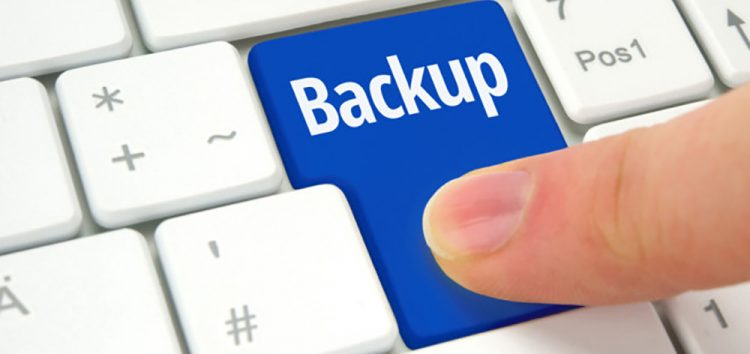 Backup
7
Pos1
*
+ ~
'
#
Ä
1